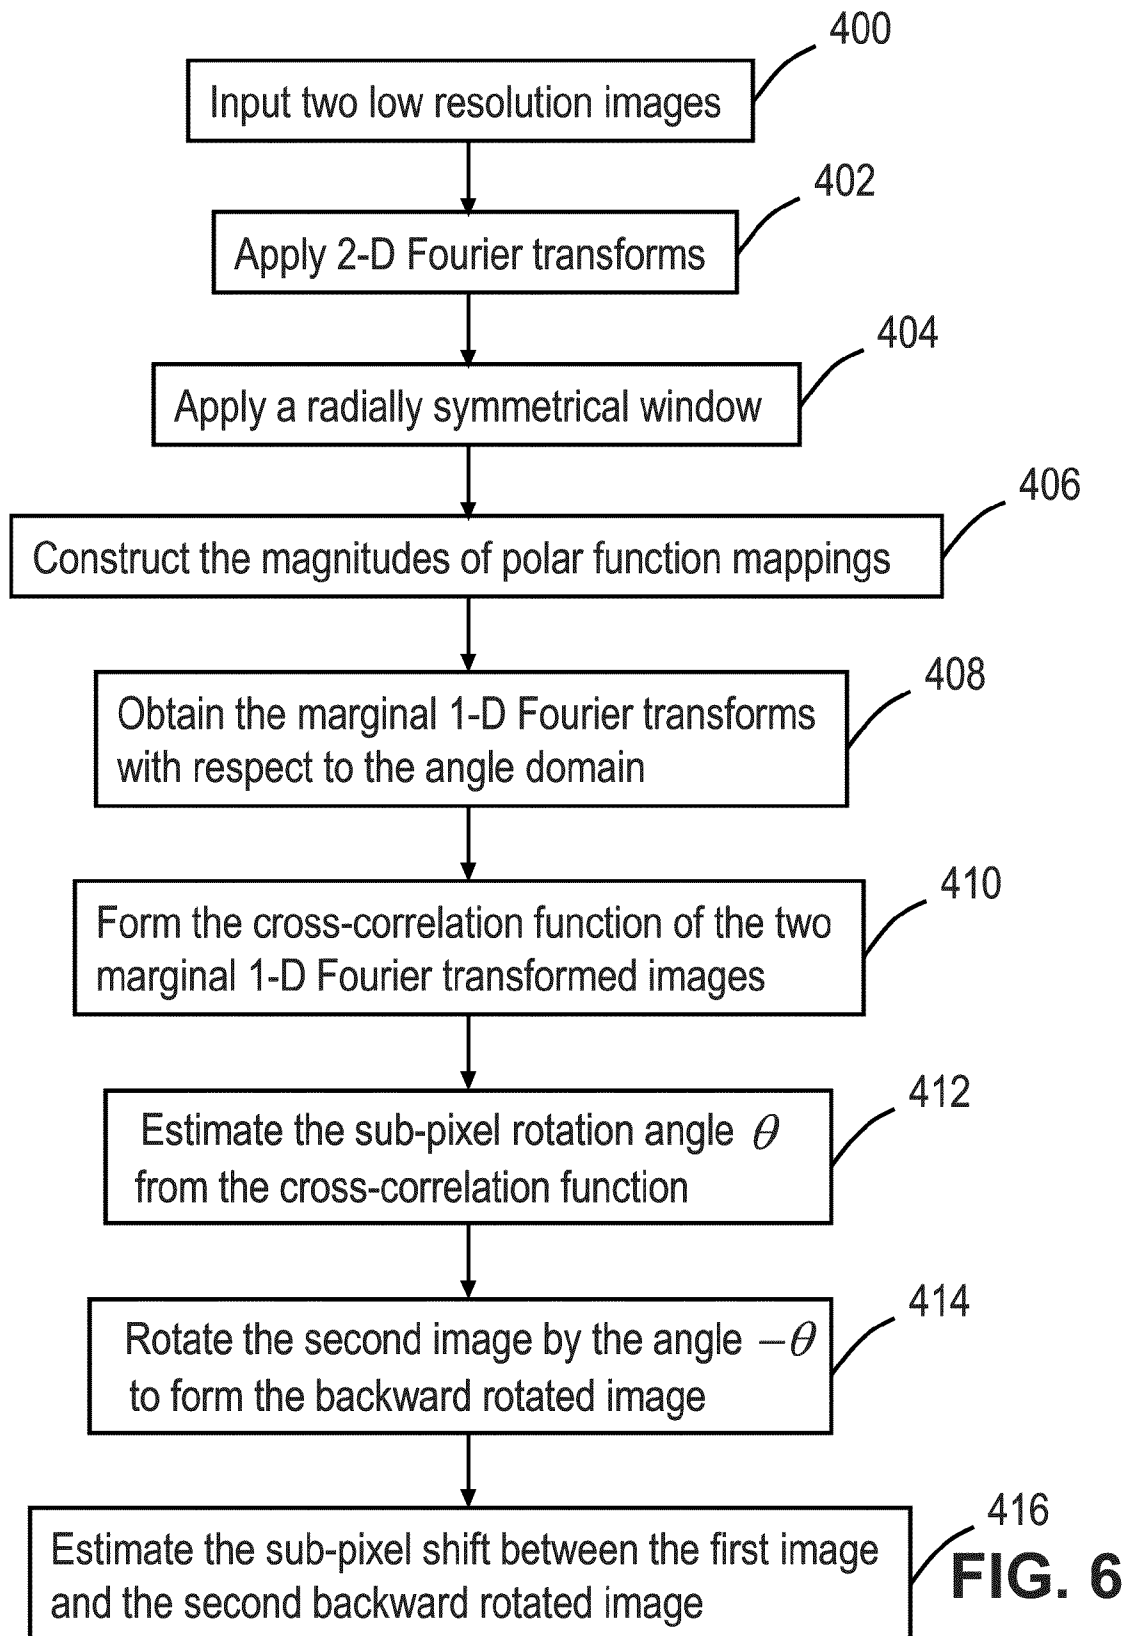 400
Input two low resolution images
402
Apply 2-D Fourier transforms
404
Apply a radially symmetrical window
406
Construct the magnitudes of polar function mappings
408
Obtain the marginal 1-D Fourier transforms
with respect to the angle domain
410
Form the cross-correlation function of the two
marginal 1-D Fourier transformed images
412
Estimate the sub-pixel rotation angle θ
from the cross-correlation function
414
Rotate the second image by the angle −θ
to form the backward rotated image
416
Estimate the sub-pixel shift between the first image
and the second backward rotated image
FIG. 6